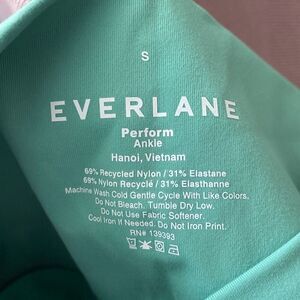 S
EVERLANE
Perform
Ankle
Hanoi, Vietnam
69% Recycled Nylon / 31% Elastane
69% Nylon Recyclé / 31% Elasthanne
Machine Wash Cold Gentle Cycle With Like Colors.
Do Not Bleach. Tumble Dry Low.
Do Not Use Fabric Softener.
Cool Iron If Needed. Do Not Iron Print.
RN# 139393